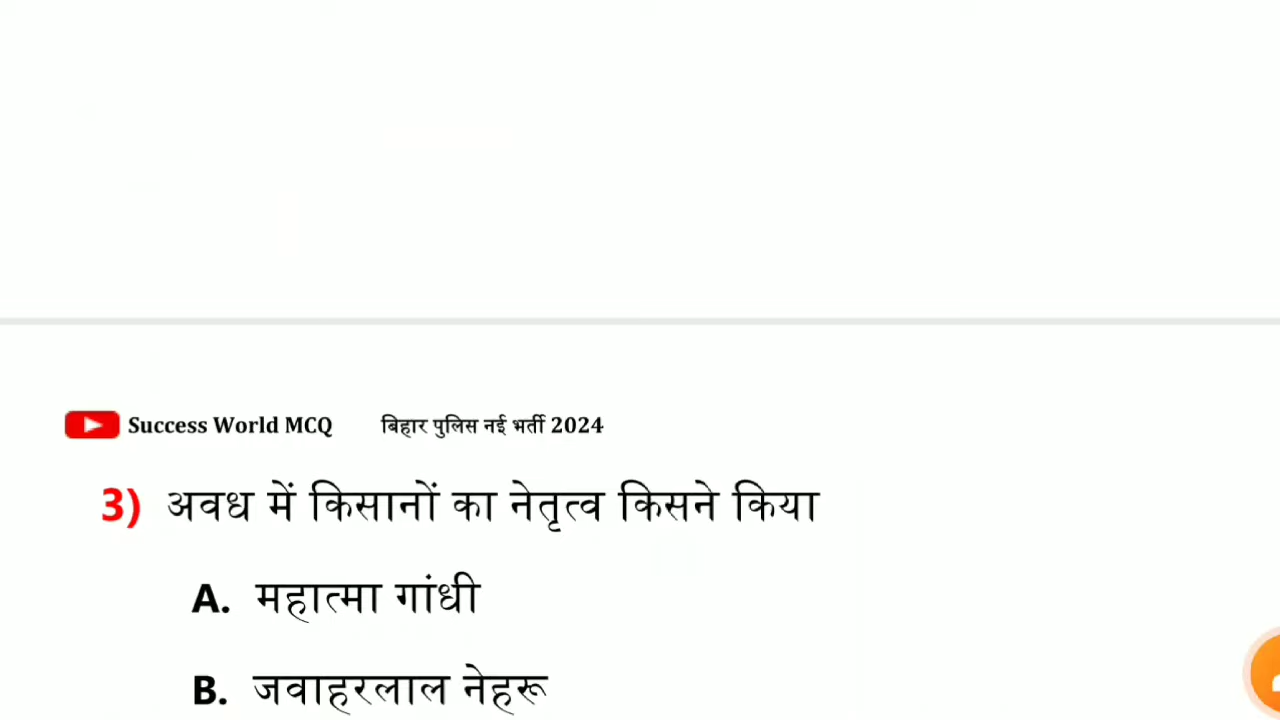 Success World MCQ बिहार पुलिस नई भर्ती 2024
3) अवध में किसानों का नेतृत्व किसने किया
A. महात्मा गांधी
B. जवाहरलाल नेहरू